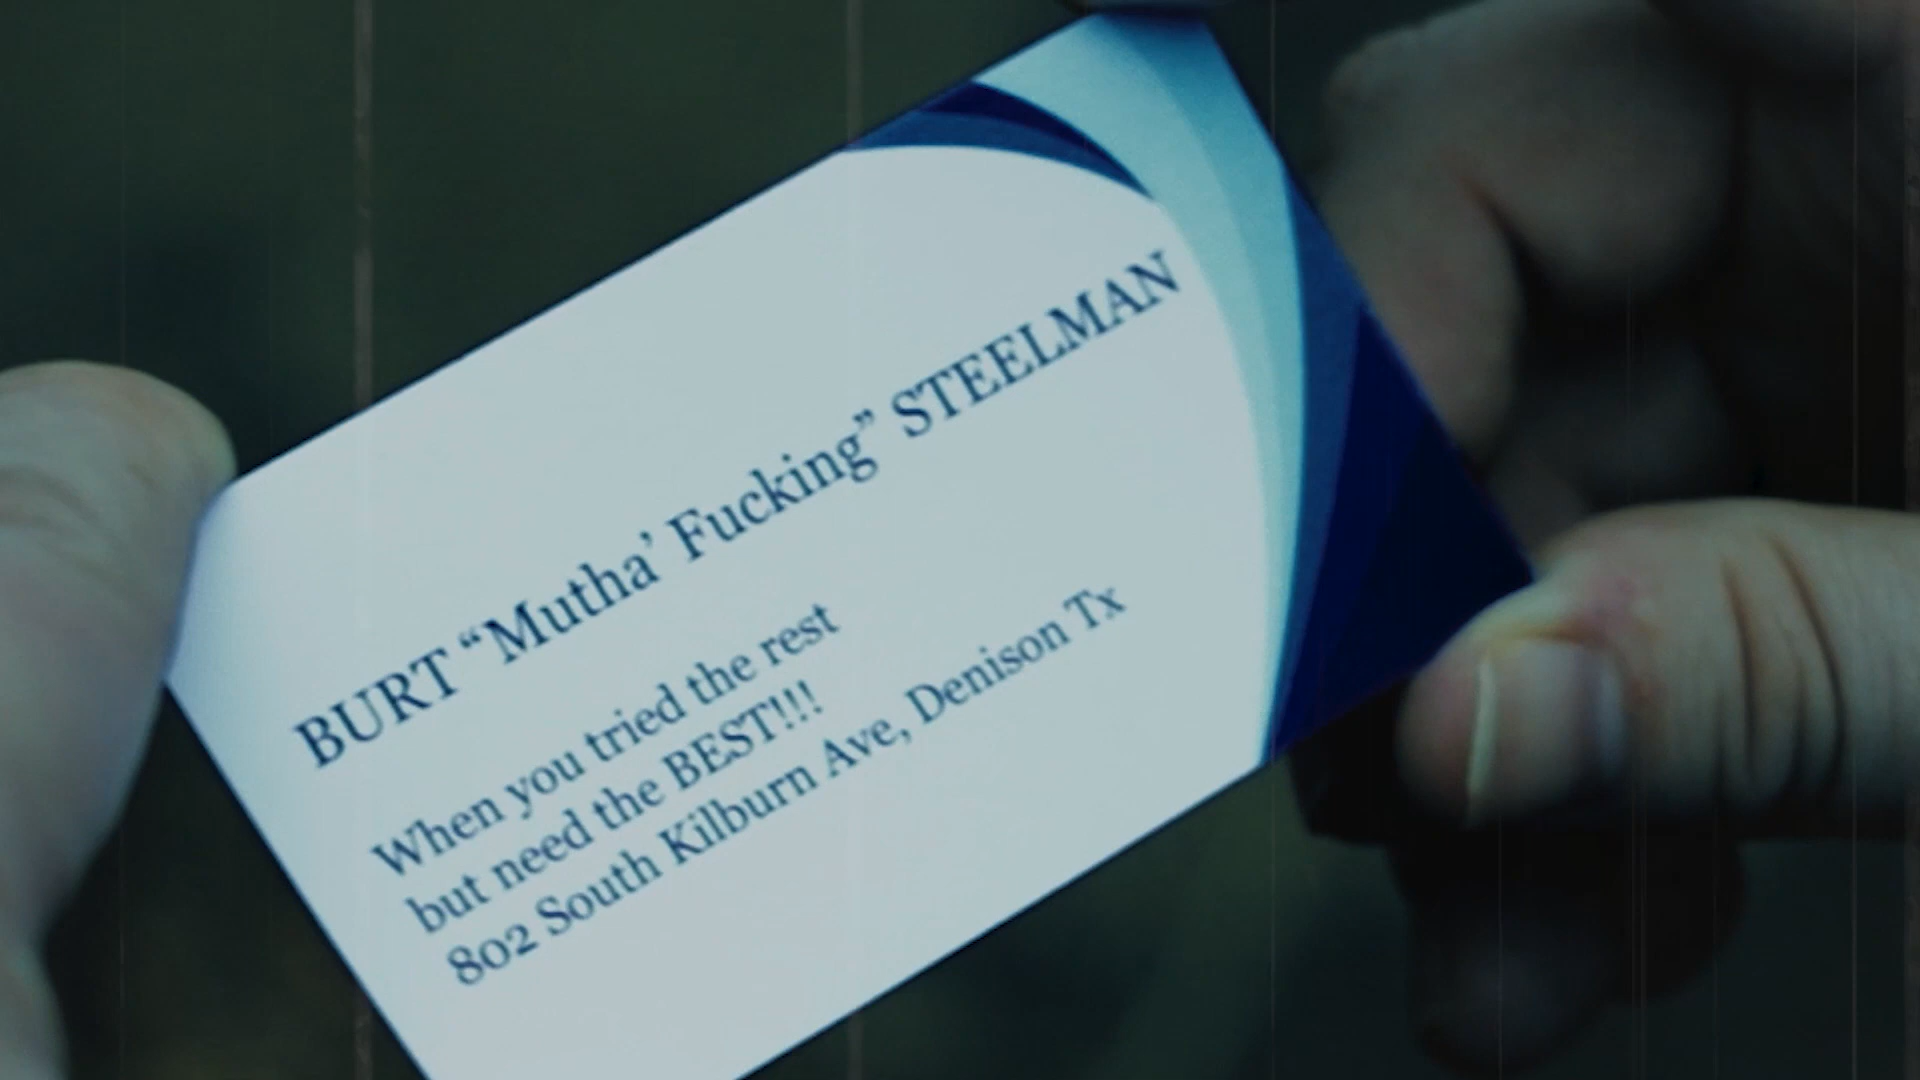 BURT “Mutha’ Fucking” STEELMAN
When you tried the rest
but need the BEST!!!
802 South Kilburn Ave, Denison Tx